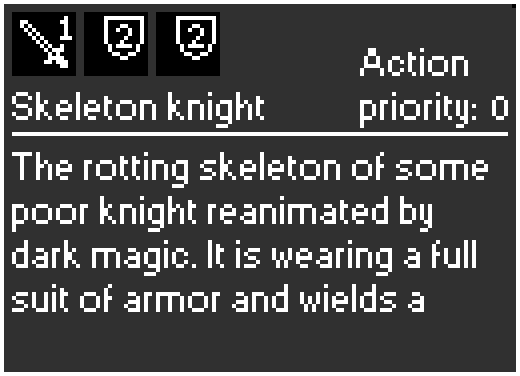 1 2 2
Action
Skeleton knight priority: 0
The rotting skeleton of some
poor knight reanimated by
dark magic. It is wearing a full
suit of armor and wields a